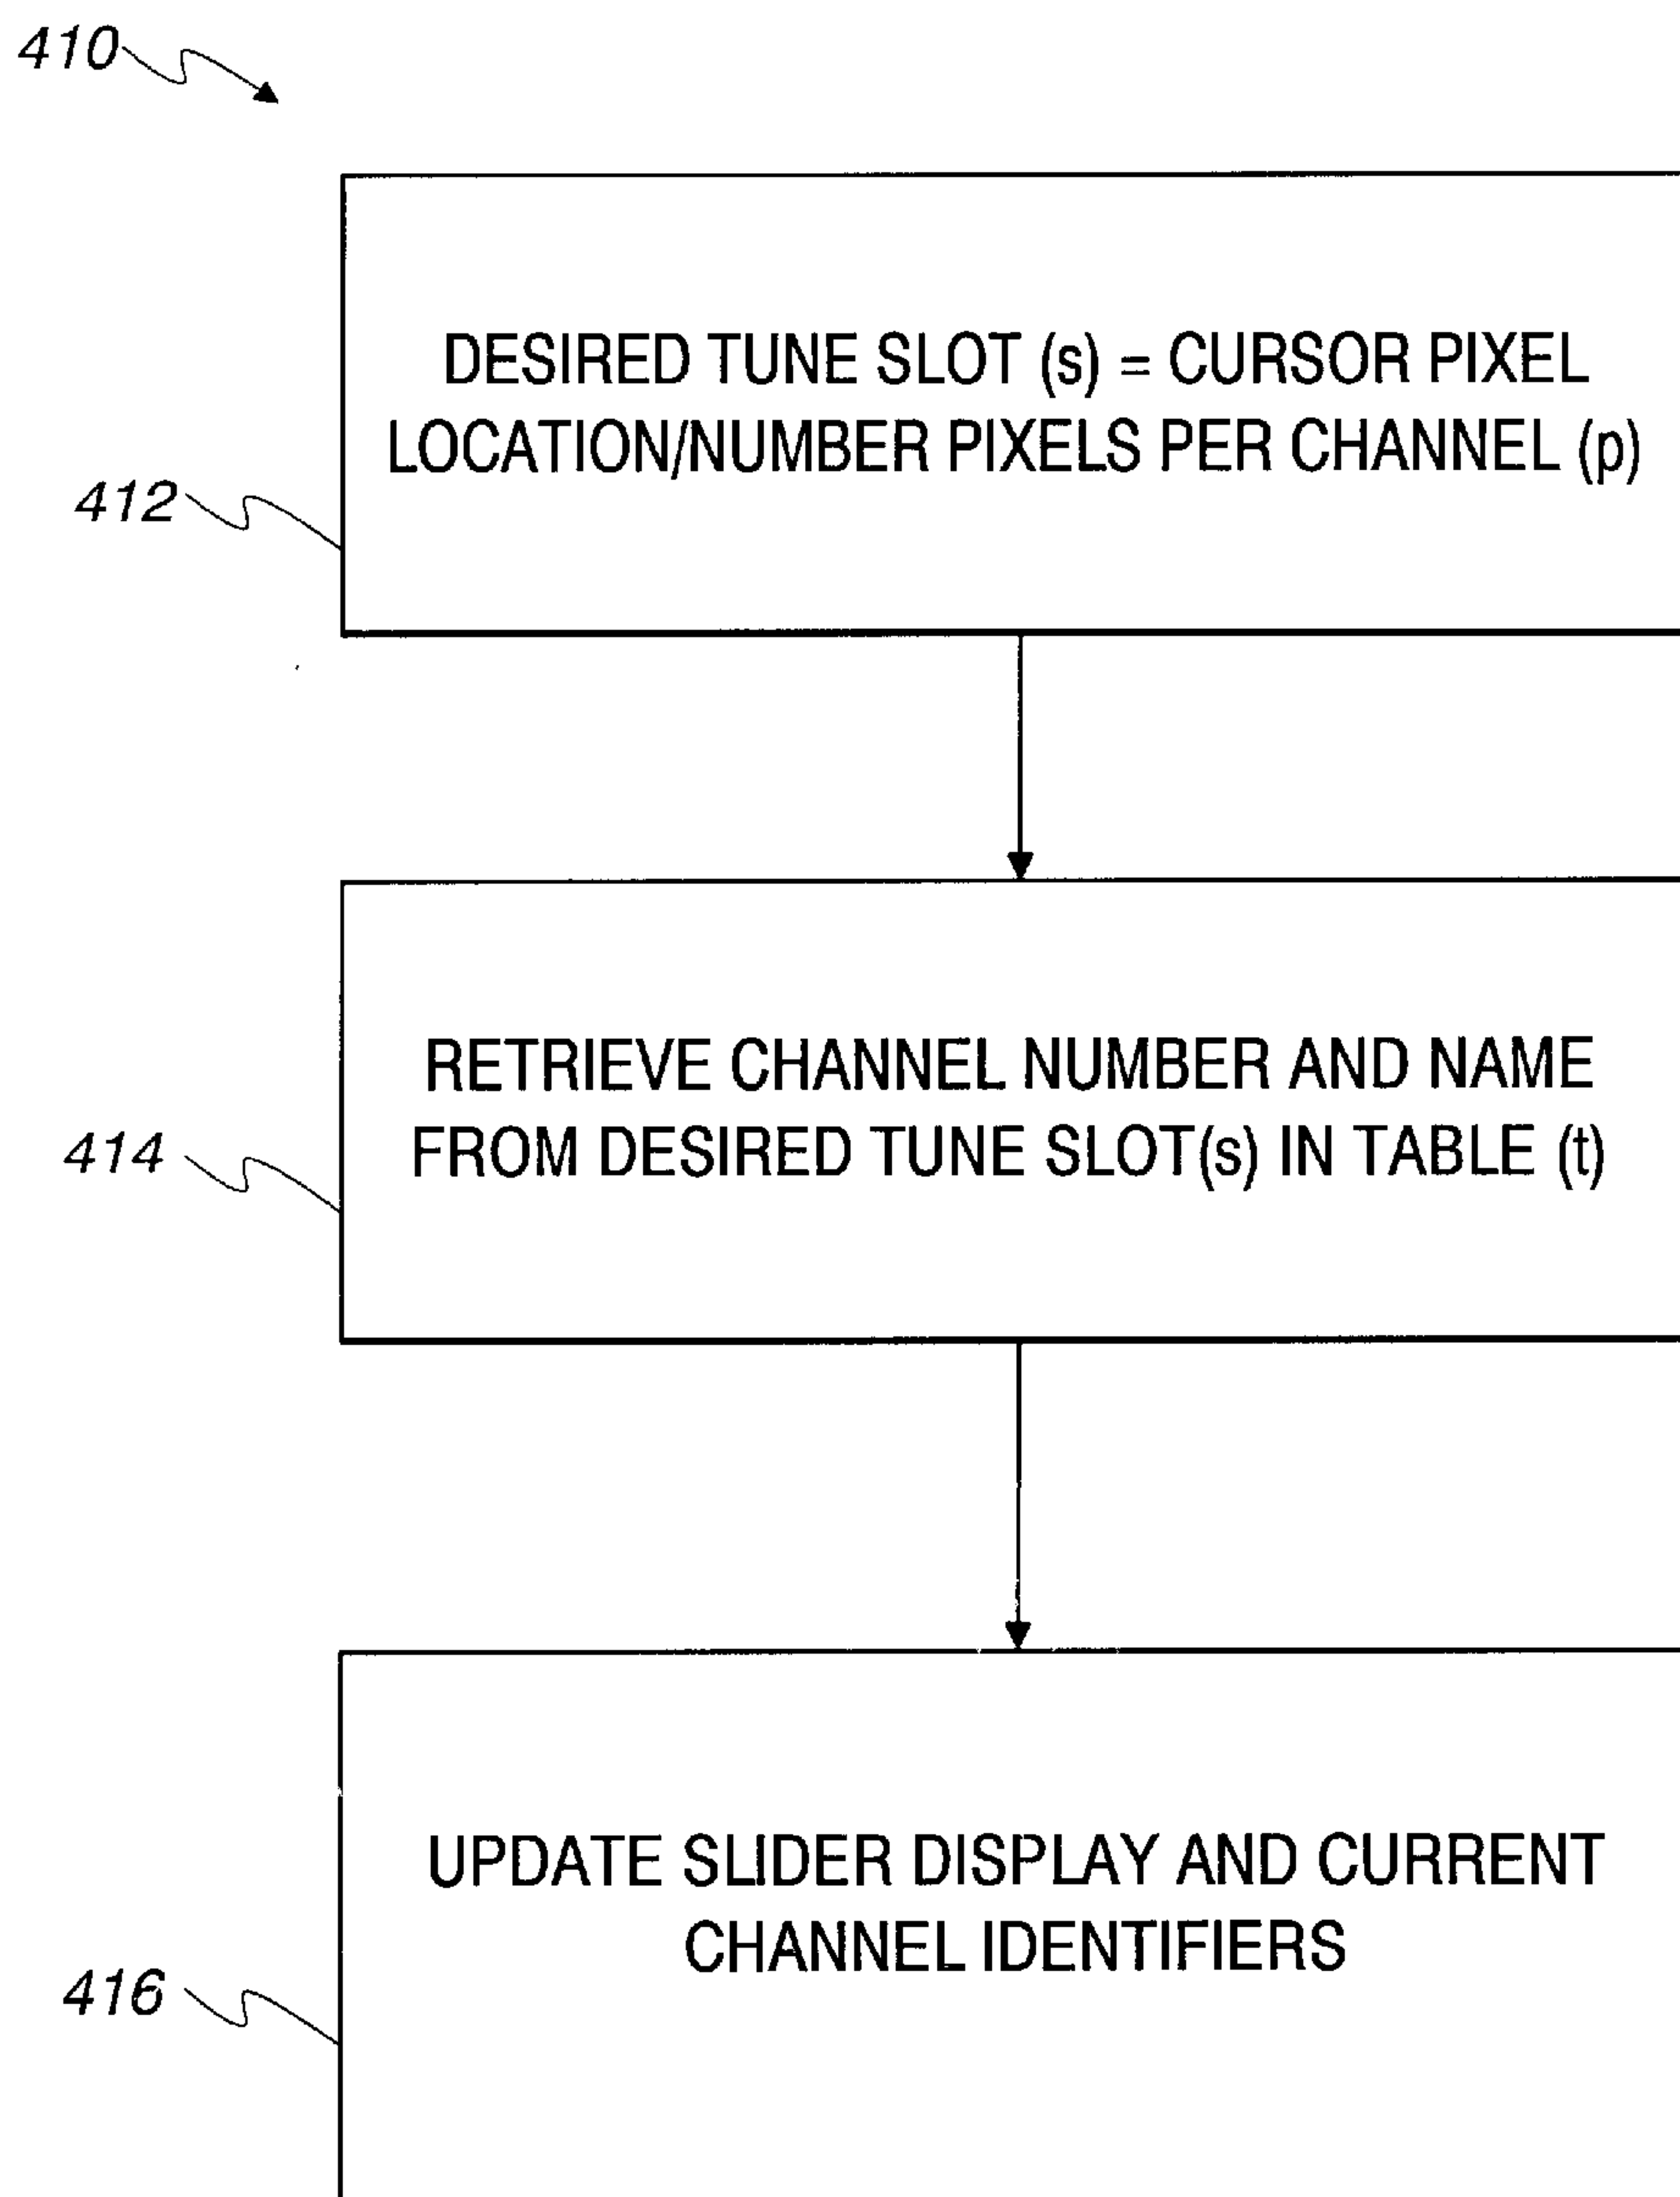 410
DESIRED TUNE SLOT (s) = CURSOR PIXEL
LOCATION/NUMBER PIXELS PER CHANNEL (p)
412
RETRIEVE CHANNEL NUMBER AND NAME
FROM DESIRED TUNE SLOT(s) IN TABLE (t)
414
UPDATE SLIDER DISPLAY AND CURRENT
CHANNEL IDENTIFIERS
416